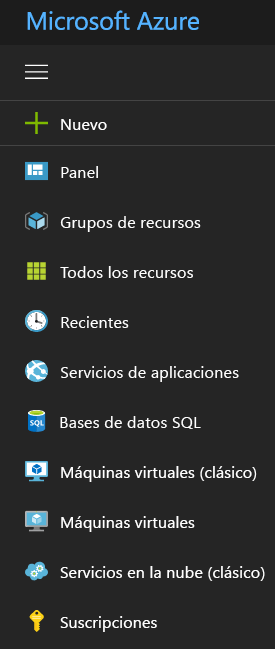 Microsoft Azure
Nuevo
Panel
Grupos de recursos
Todos los recursos
Recientes
Servicios de aplicaciones
SQL Bases de datos SQL
Máquinas virtuales (clásico)
Máquinas virtuales
Servicios en la nube (clásico)
Suscripciones